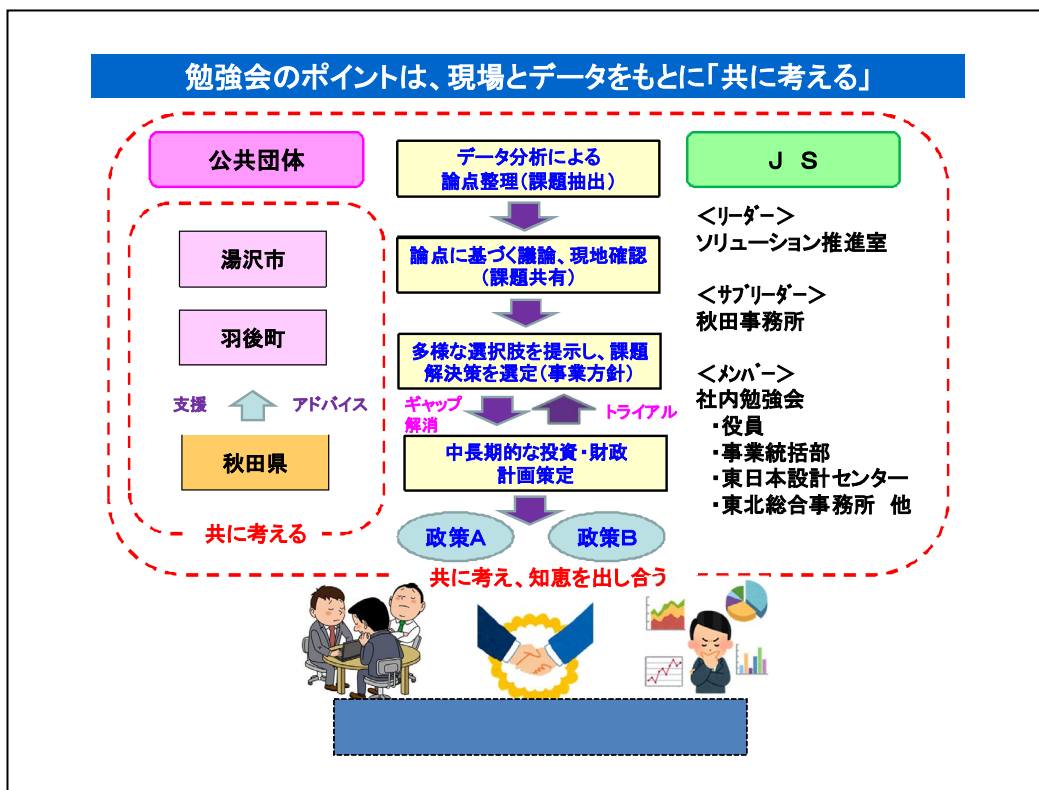 勉強会のポイントは、現場とデータをもとに「共に考える」
公共団体
湯沢市
羽後町
支援
アドバイス
秋田県
共に考える
データ分析による
論点整理(課題抽出)
論点に基づく議論、現地確認
(課題共有)
多様な選択肢を提示し、課題
解決策を選定(事業方針)
ギャップ
解消
トライアル
中長期的な投資・財政
計画策定
政策A
政策B
共に考え、知恵を出し合う
J S
<リーダー>
ソリューション推進室
<サブリーダー>
秋田事務所
<メンバー>
社内勉強会
・役員
・事業統括部
・東日本設計センター
・東北総合事務所 他